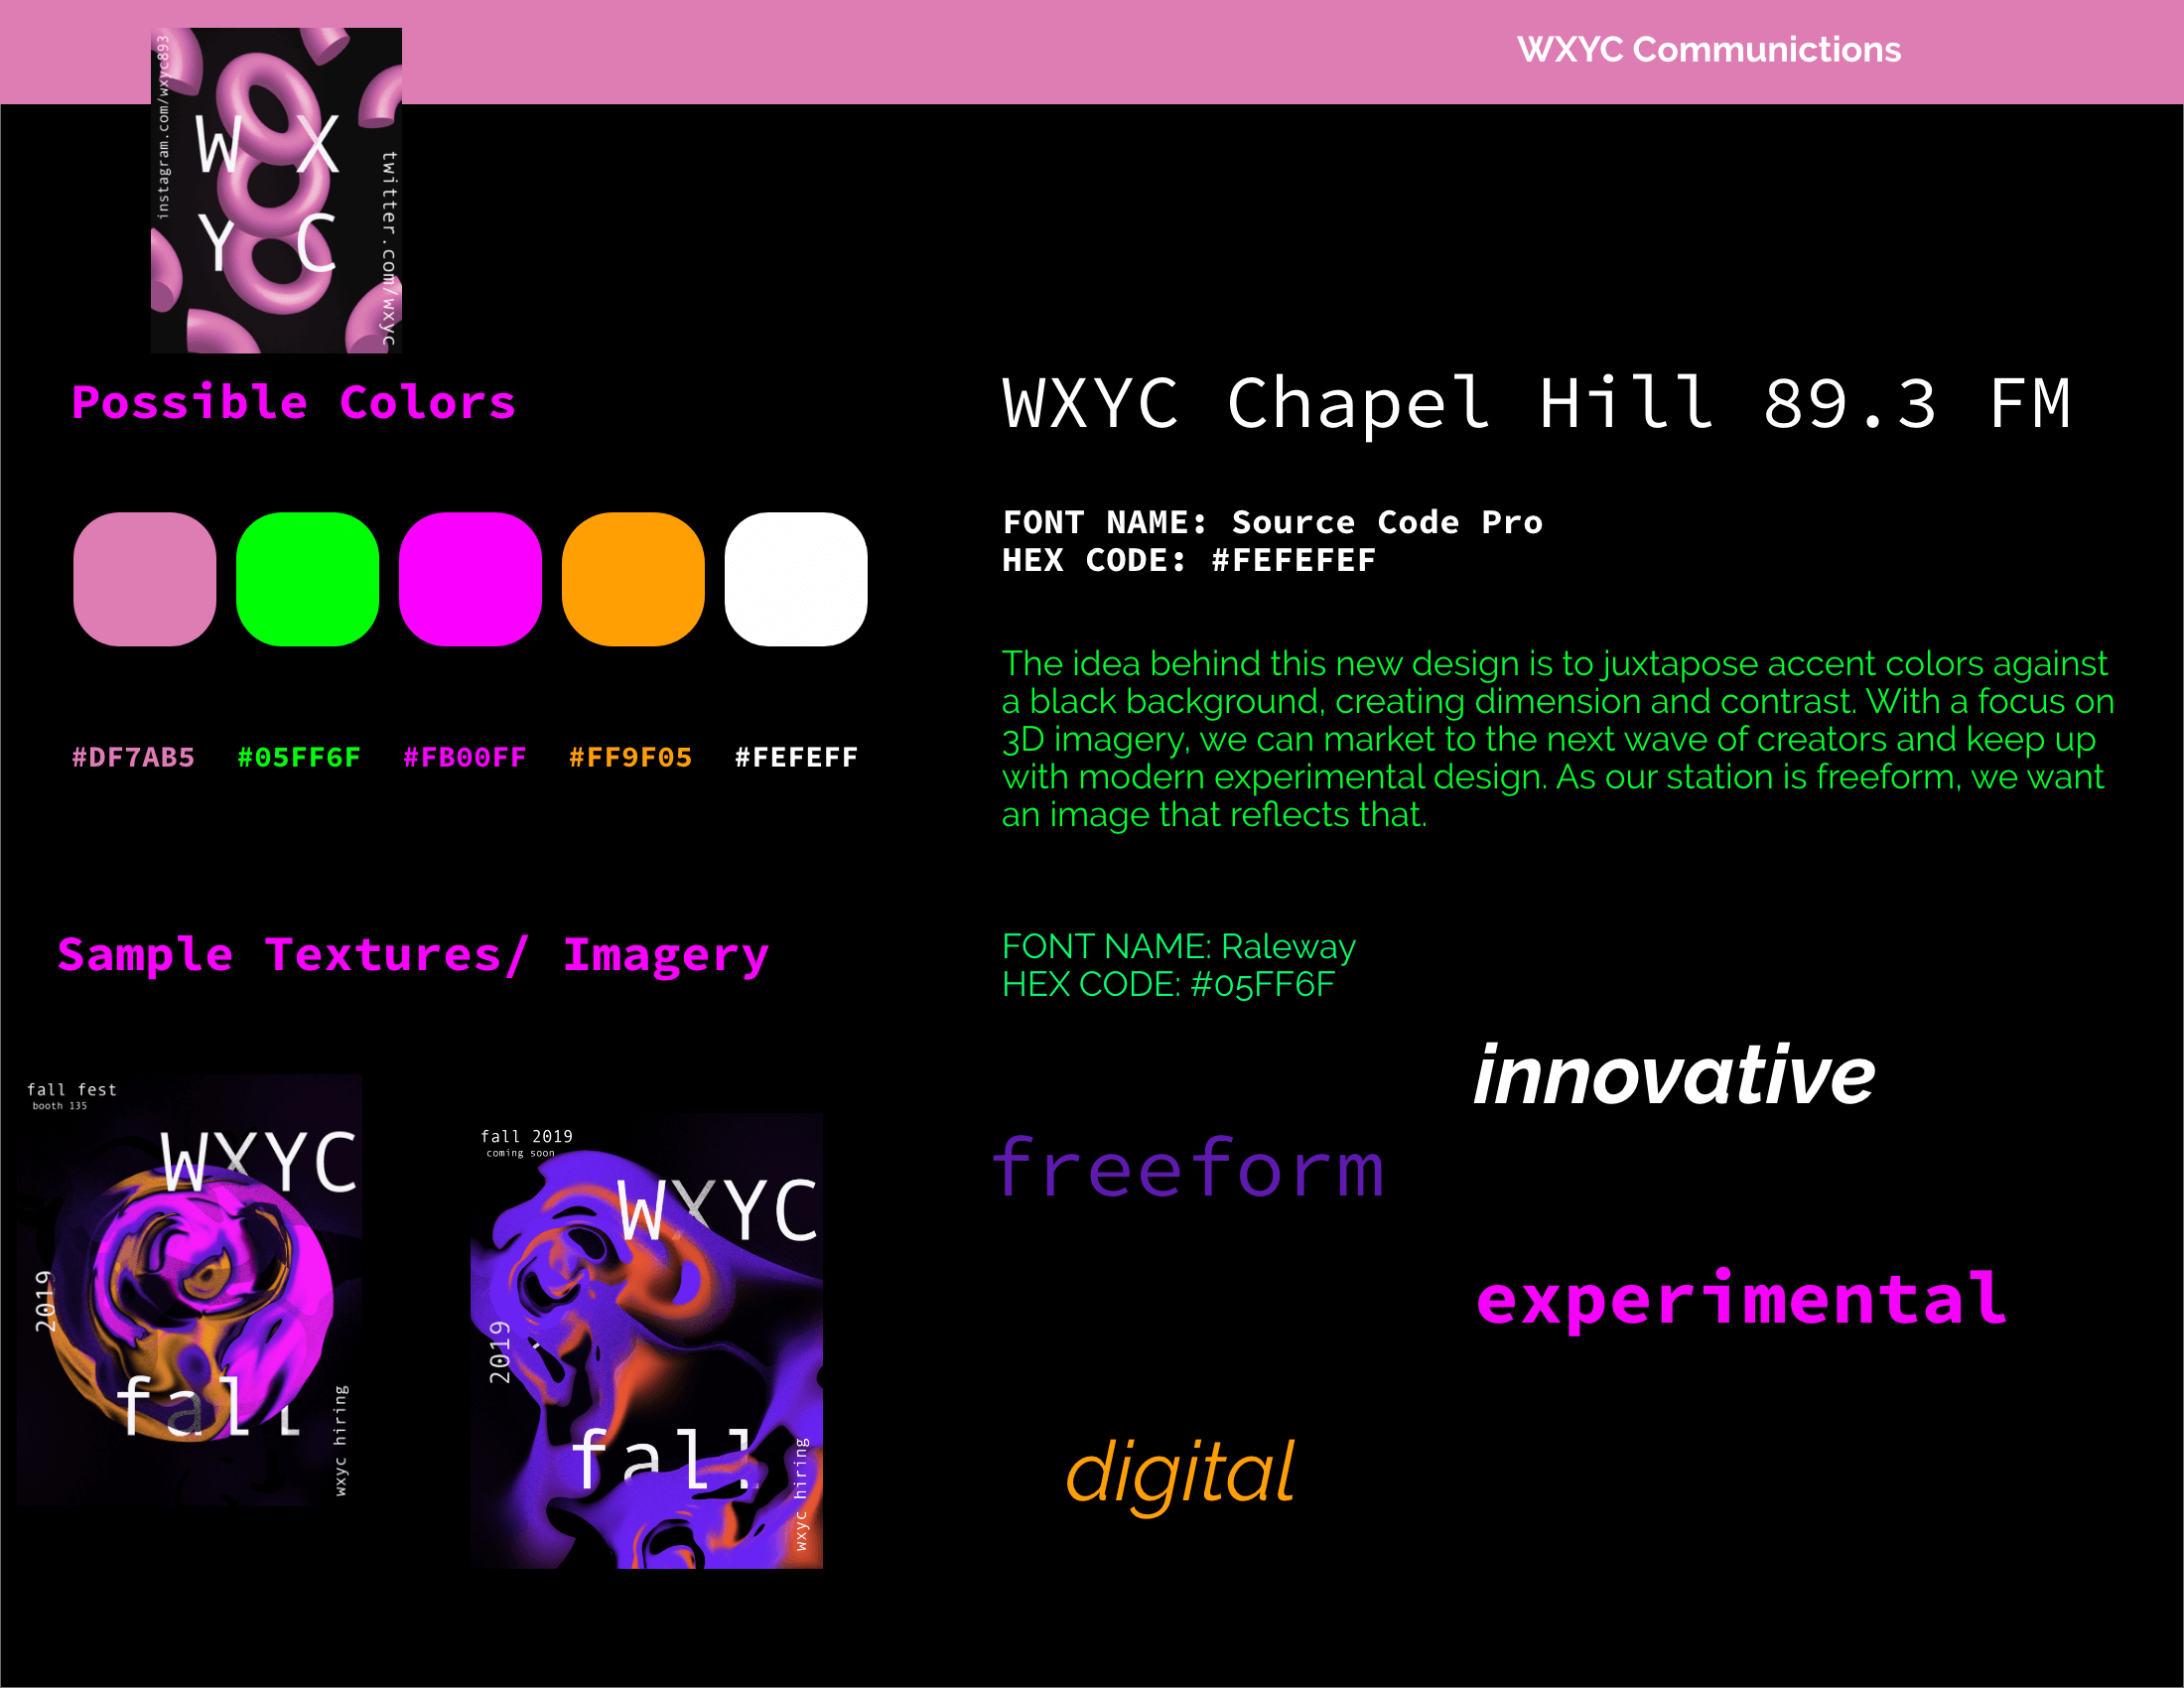 WXYC Communictions
instagram.com/wxyc893
W X
Y C
twitter.com/wxyc
Possible Colors
#DF7AB5 #05FF6F #FB00FF #FF9F05 #FEFEFF
WXYC Chapel Hill 89.3 FM
FONT NAME: Source Code Pro
HEX CODE: #FEFEFEF
The idea behind this new design is to juxtapose accent colors against
a black background, creating dimension and contrast. With a focus on
3D imagery, we can market to the next wave of creators and keep up
with modern experimental design. As our station is freeform, we want
an image that reflects that.
FONT NAME: Raleway
HEX CODE: #05FF6F
Sample Textures/ Imagery
fall fest
booth 135
WXYC
2019
fall
wxyc hiring
fall 2019
coming soon
WXYC
2019
fall
wxyc hiring
innovative
freeform
experimental
digital